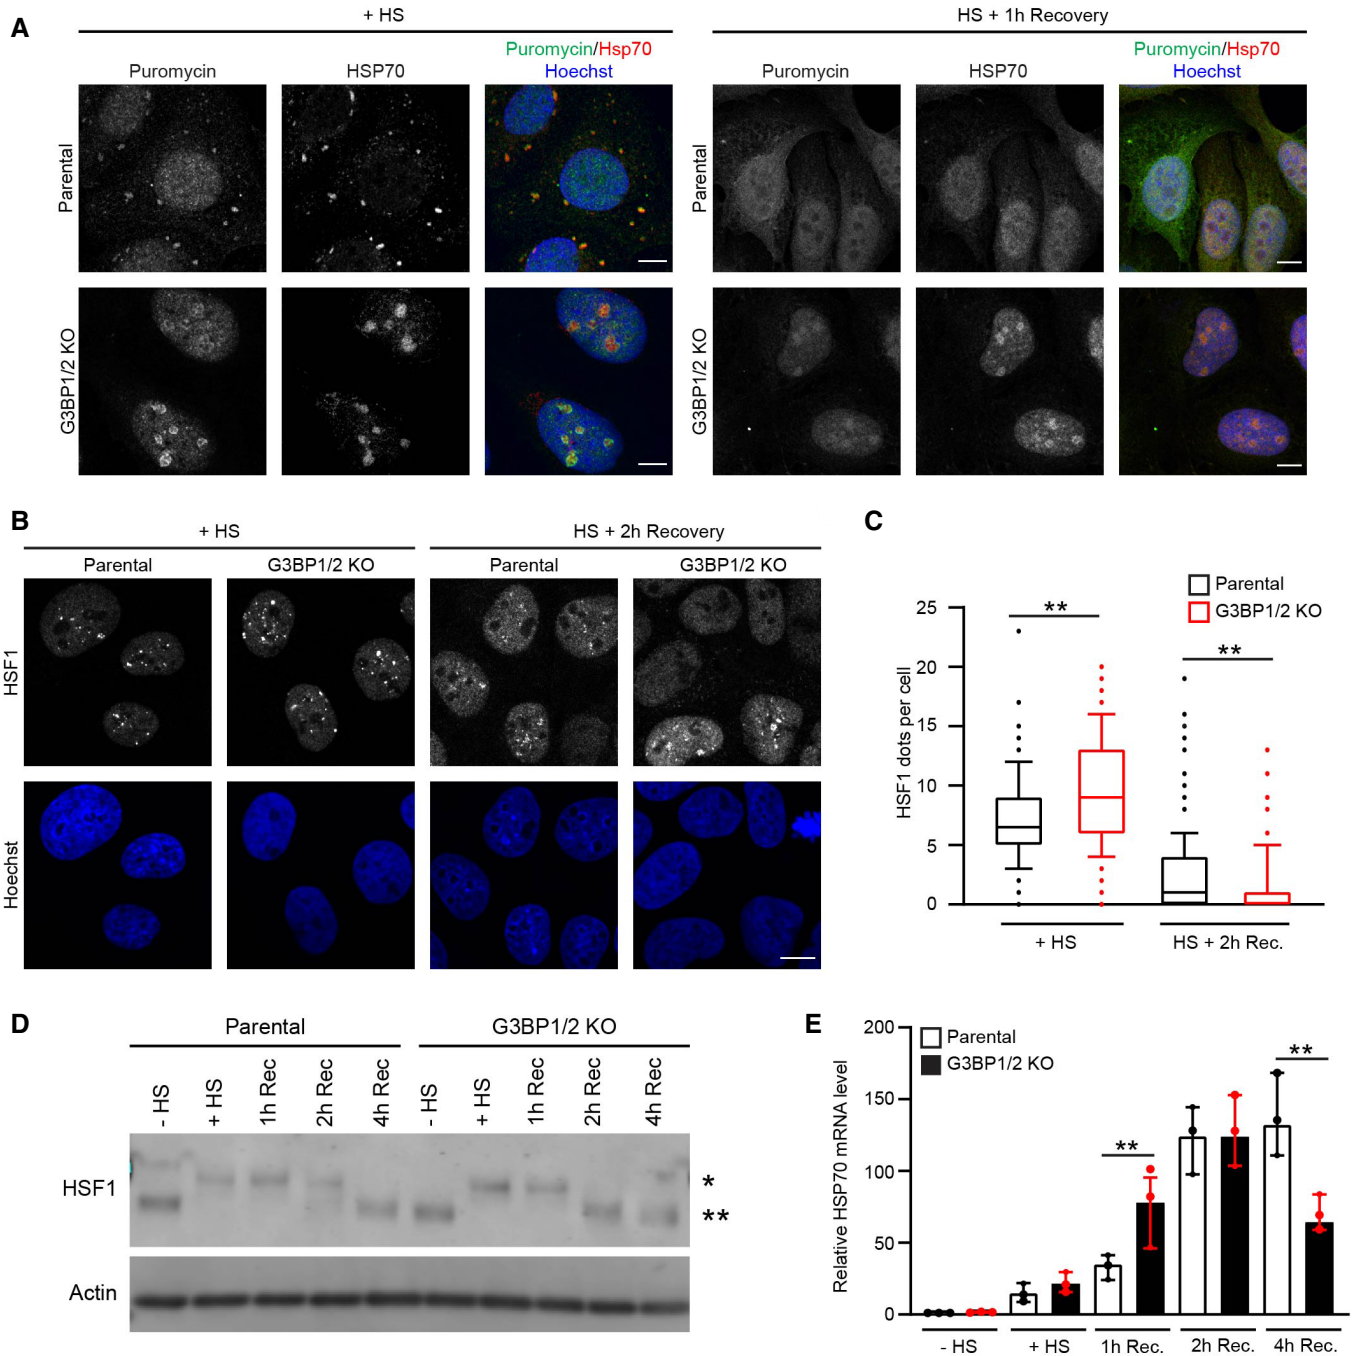 A
+ HS
HS + 1h Recovery
Puromycin
HSP70
Puromycin/Hsp70
Hoechst
Puromycin
HSP70
Puromycin/Hsp70
Hoechst
Parental
Parental
G3BP1/2 KO
G3BP1/2 KO
B
+ HS
HS + 2h Recovery
Parental
G3BP1/2 KO
Parental
G3BP1/2 KO
HSF1
Hoechst
C
Parental
G3BP1/2 KO
HSF1 dots per cell
25
20
15
10
5
0
**
**
+ HS
HS + 2h Rec.
D
Parental
G3BP1/2 KO
- HS
+ HS
1h Rec
2h Rec
4h Rec
- HS
+ HS
1h Rec
2h Rec
4h Rec
HSF1
*
**
Actin
E
Parental
G3BP1/2 KO
Relative HSP70 mRNA level
200
150
100
50
0
**
**
- HS
+ HS
1h Rec.
2h Rec.
4h Rec.